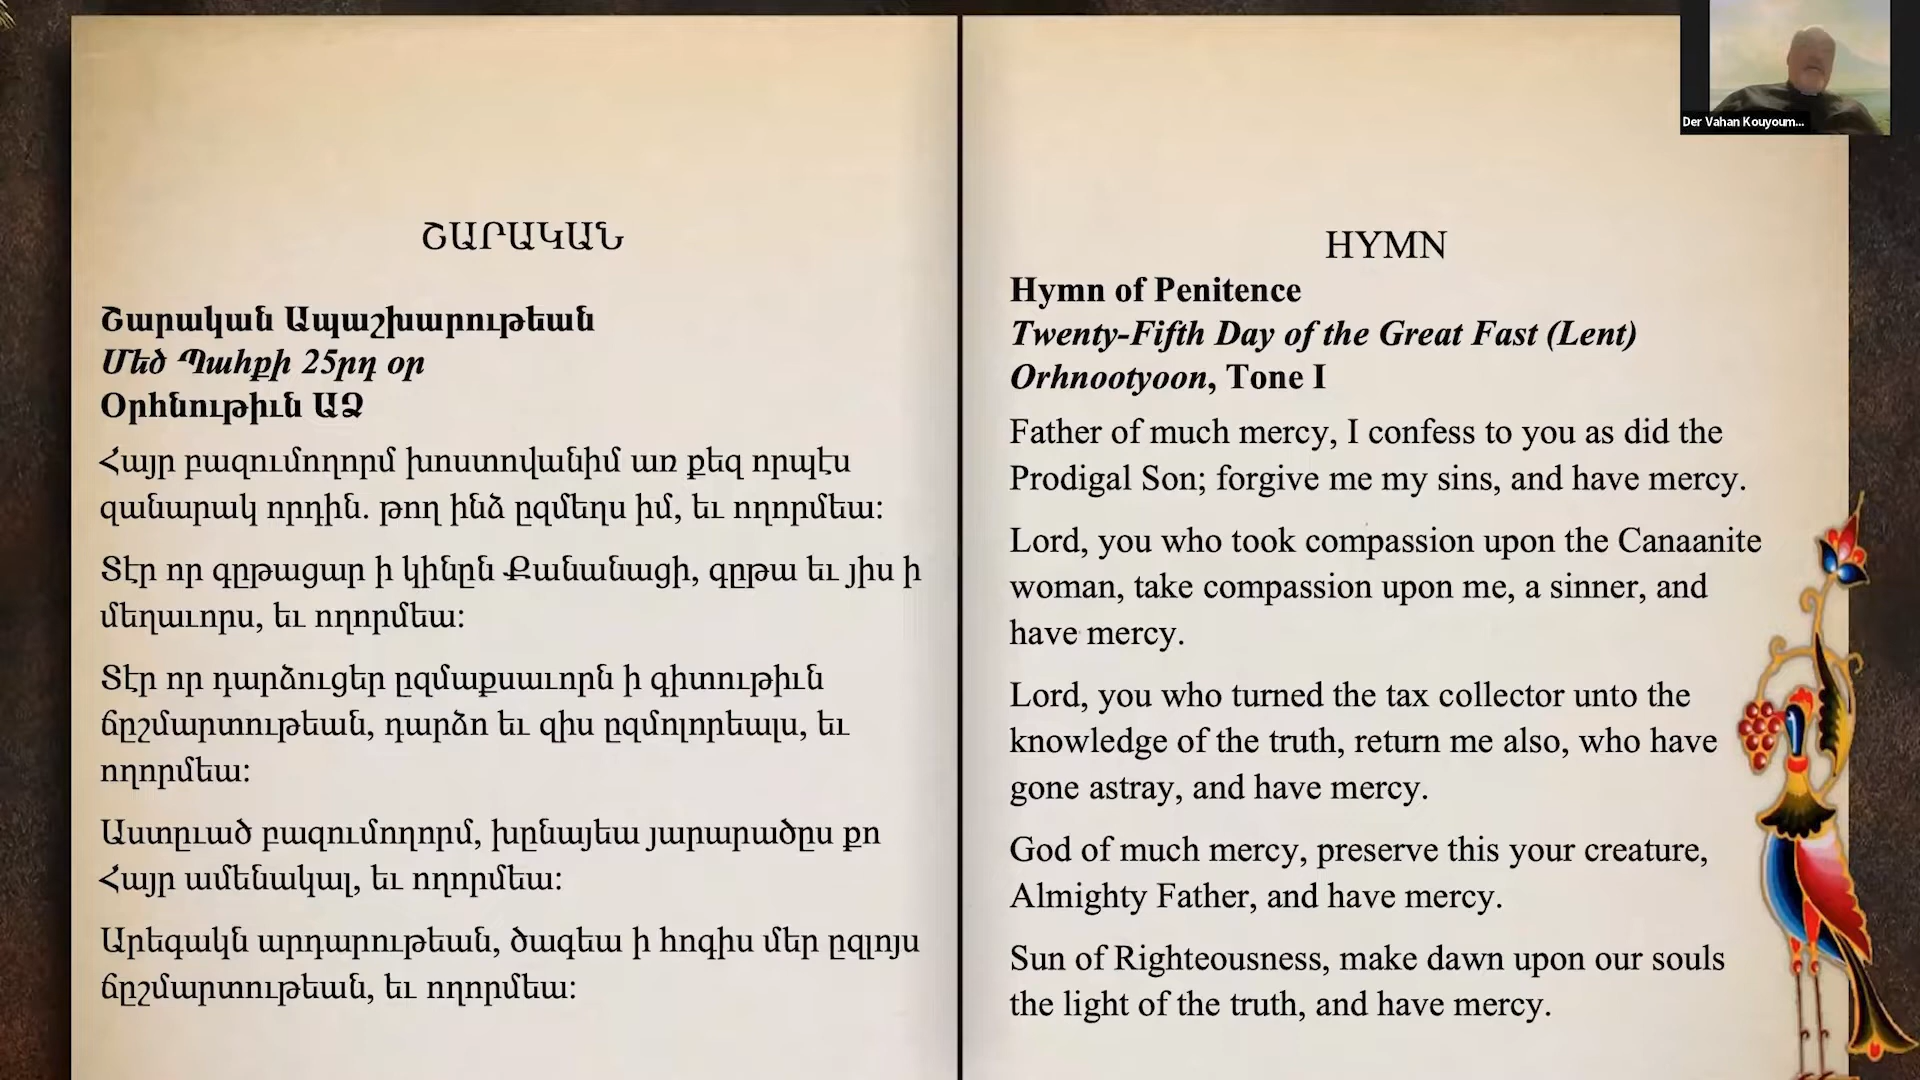 ՇԱՐԱԿԱՆ
Շարական Ապաշխարութեան
Մեծ Պահքի 25րդ օր
Օրհնութիւն ԱՁ
Հայր բազումողորմ խոստովանիմ առ քեզ որպէս
զանարակ որդին. թող ինձ ըզմեղս իմ, եւ ողորմեա:
Տէր որ գըթացար ի կինըն Քանանացի, գըթա եւ յիս ի
մեղաւորս, եւ ողորմեա:
Տէր որ դարձուցեր ըզմաքսաւորն ի գիտութիւն
ճըշմարտութեան, դարձո եւ զիս ըզմոլորեալս, եւ
ողորմեա:
Աստըւած բազումողորմ, խընայեա յարարածըս քո
Հայր ամենակալ, եւ ողորմեա:
Արեգակն արդարութեան, ծագեա ի հոգիս մեր ըզլոյս
ճըշմարտութեան, եւ ողորմեա:
HYMN
Hymn of Penitence
Twenty-Fifth Day of the Great Fast (Lent)
Orhnootyoon, Tone I
Father of much mercy, I confess to you as did the
Prodigal Son; forgive me my sins, and have mercy.
Lord, you who took compassion upon the Canaanite
woman, take compassion upon me, a sinner, and
have mercy.
Lord, you who turned the tax collector unto the
knowledge of the truth, return me also, who have
gone astray, and have mercy.
God of much mercy, preserve this your creature,
Almighty Father, and have mercy.
Sun of Righteousness, make dawn upon our souls
the light of the truth, and have mercy.
Der Vahan Kouyoum...